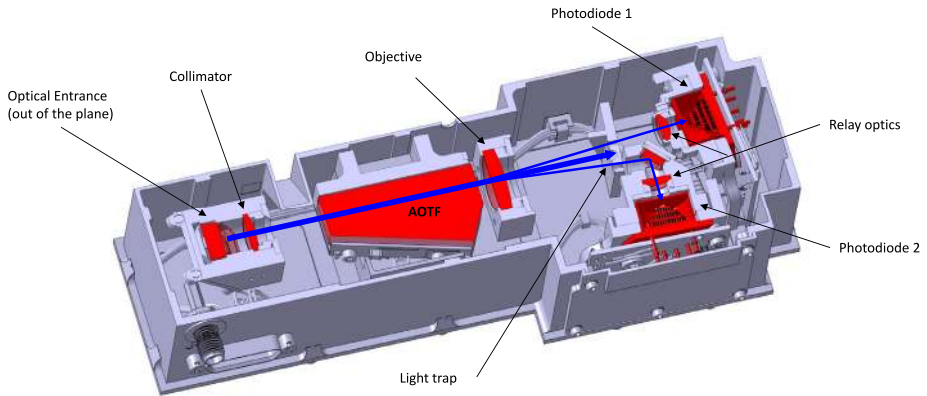 Photodiode 1
Objective
Collimator
Optical Entrance
(out of the plane)
Relay optics
AOTF
Photodiode 2
Light trap